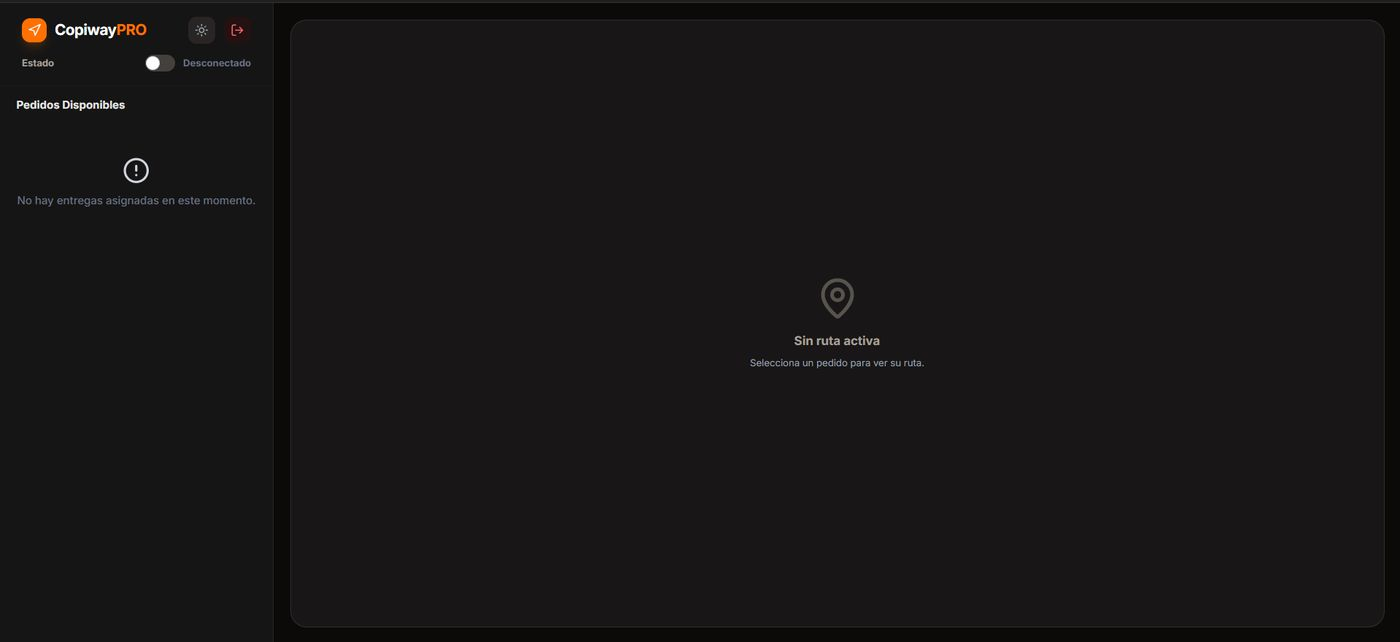 CopiwayPRO
Estado
Desconectado
Pedidos Disponibles
No hay entregas asignadas en este momento.
Sin ruta activa
Selecciona un pedido para ver su ruta.